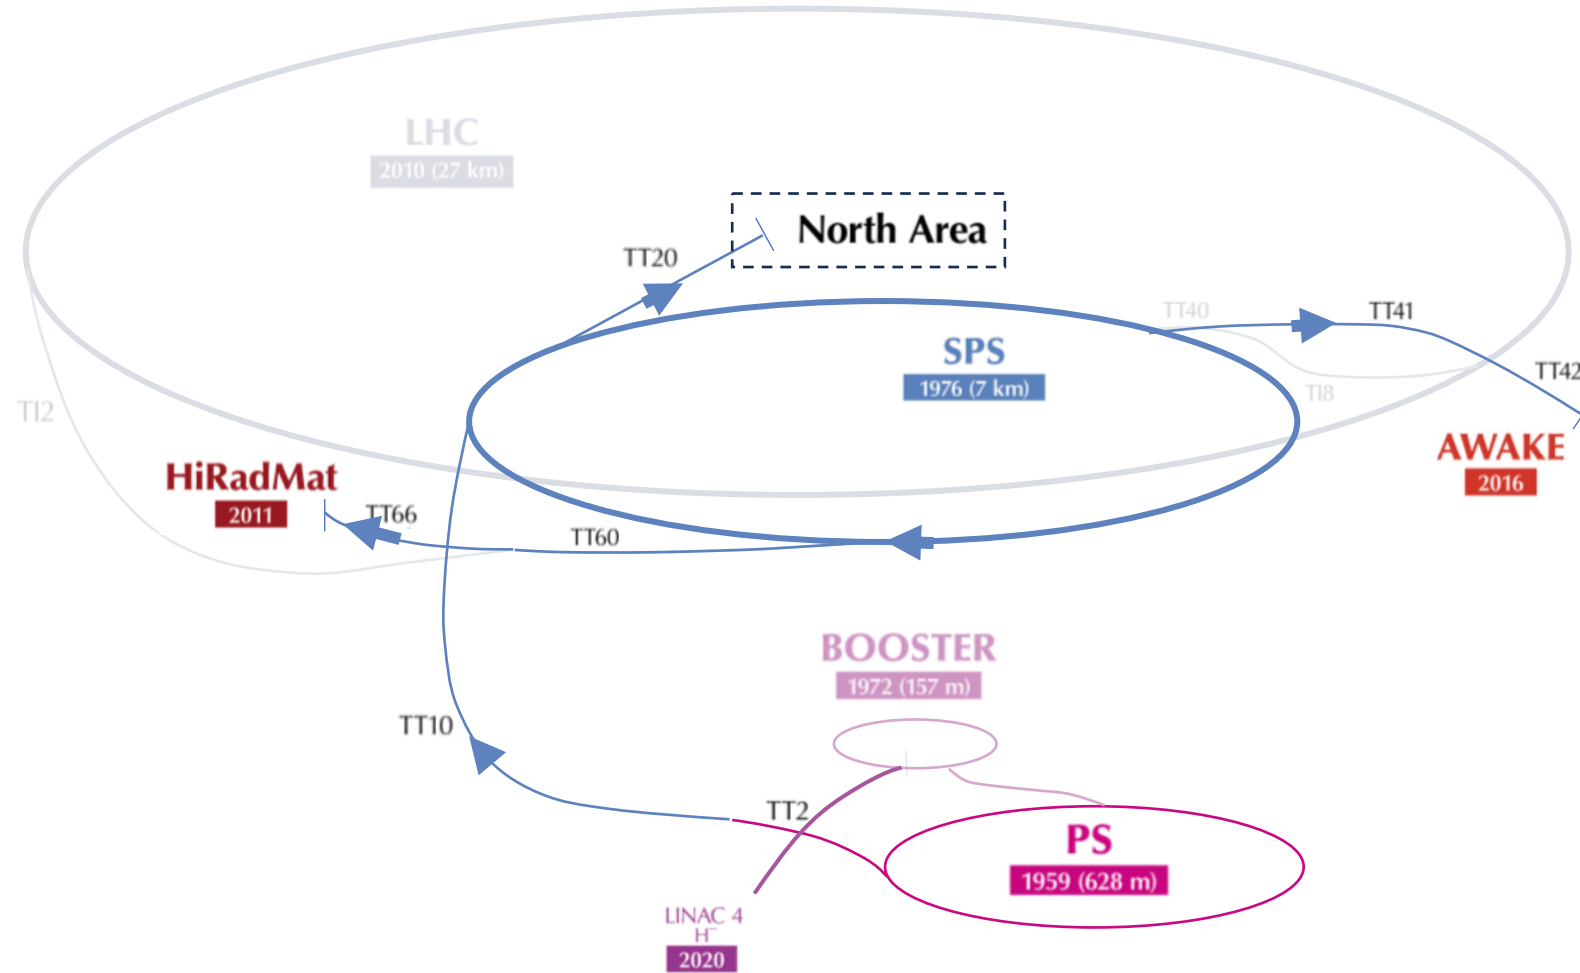 LHC
2010 (27 km)
North Area
TT20
TT40
TT41
SPS
1976 (7 km)
TT42
TI8
TI2
AWAKE
2016
HiRadMat
2011
TT66
TT60
BOOSTER
1972 (157 m)
TT10
TT2
PS
1959 (628 m)
LINAC 4
H⁻
2020